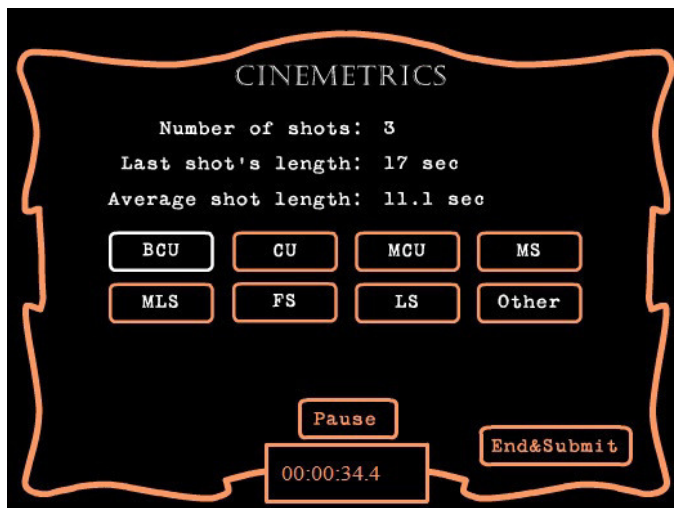 CINEMETRICS
Number of shots: 3
Last shot's length: 17 sec
Average shot length: 11.1 sec
BCU CU MCU MS
MLS FS LS Other
Pause
End&Submit
00:00:34.4